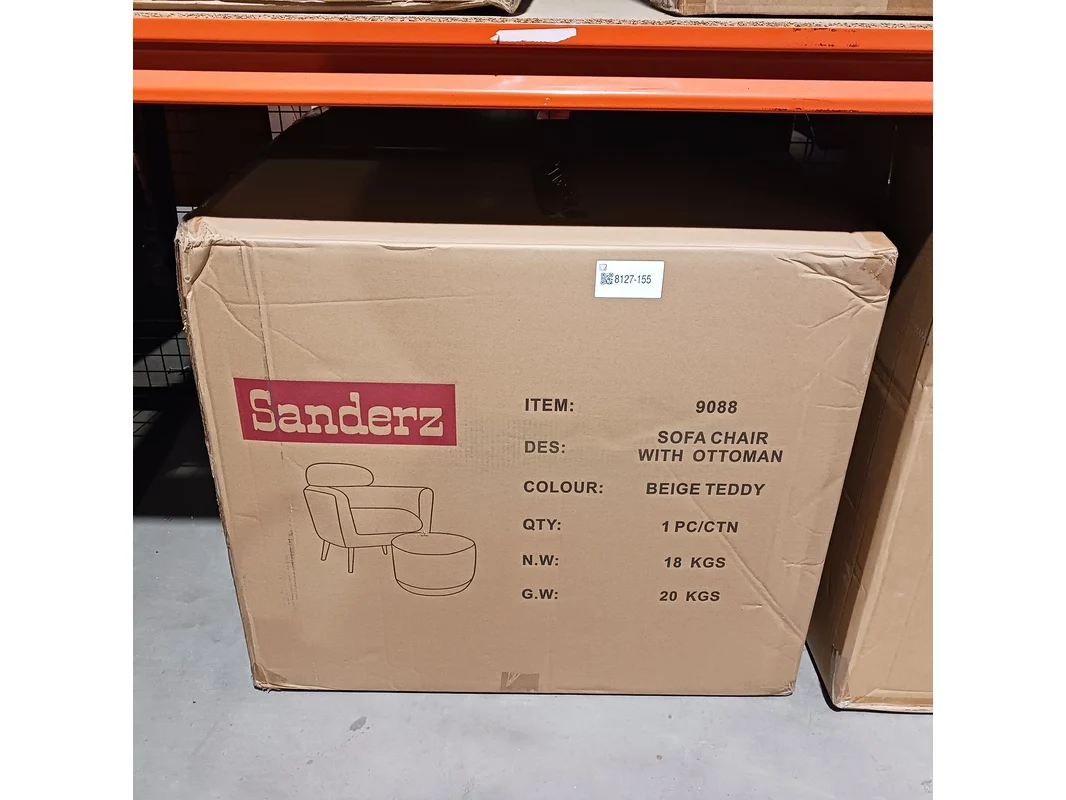 8127-155
Sanderz
ITEM: 9088
DES: SOFA CHAIR
WITH OTTOMAN
COLOUR: BEIGE TEDDY
QTY: 1 PC/CTN
N.W: 18 KGS
G.W: 20 KGS